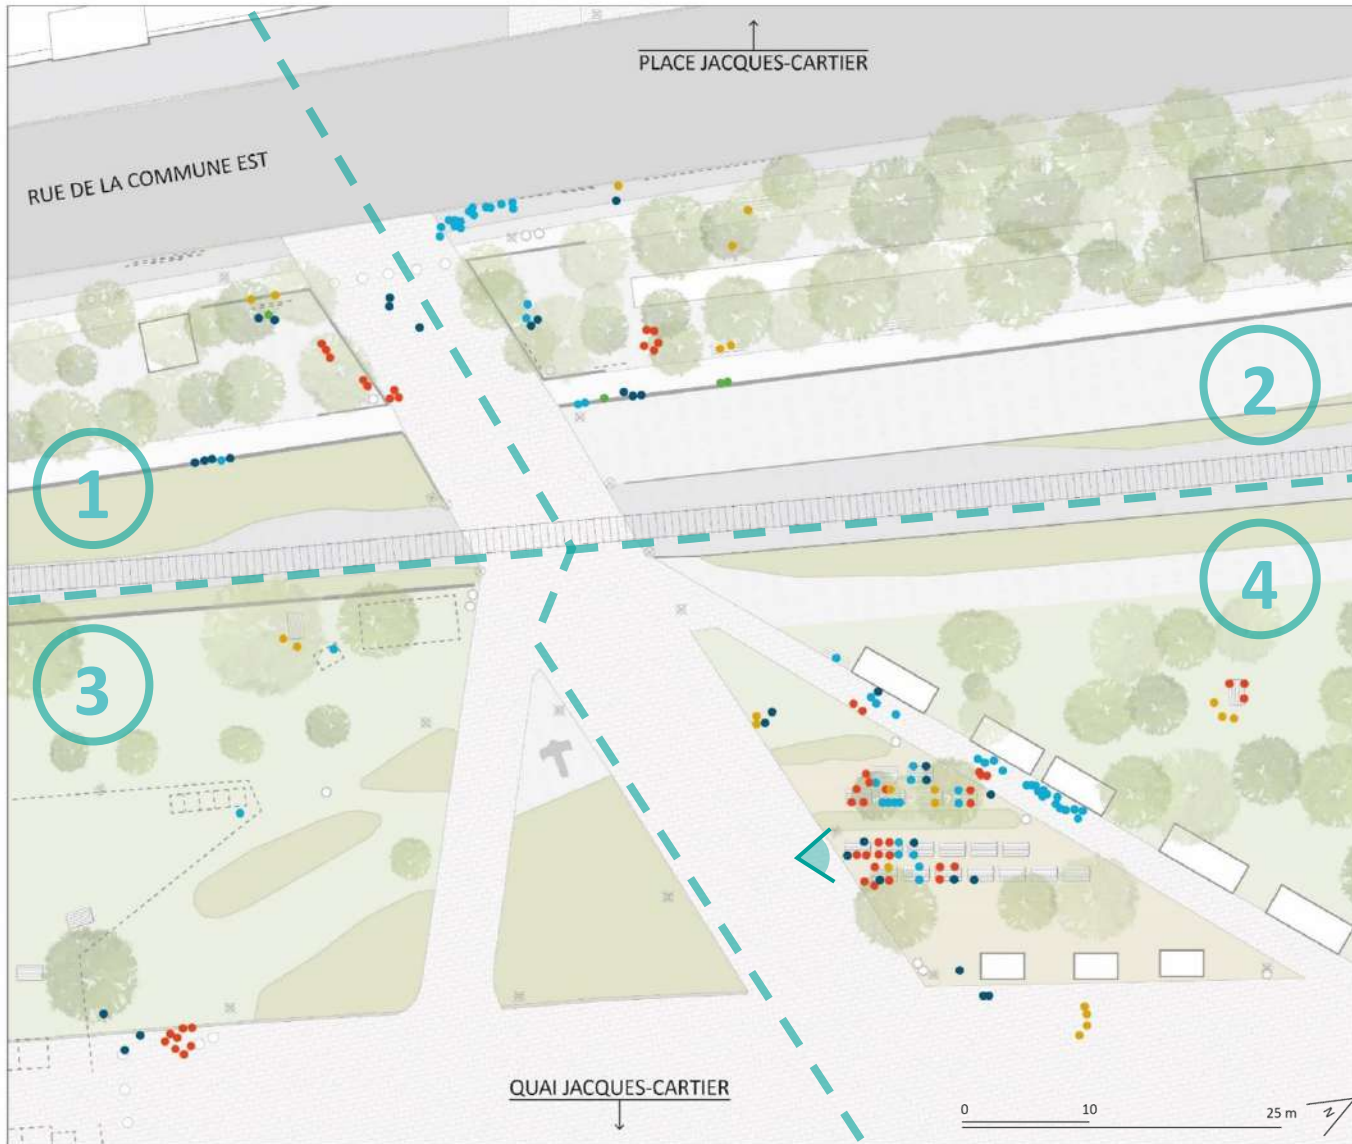 PLACE JACQUES-CARTIER
RUE DE LA COMMUNE EST
2
1
4
3
QUAI JACQUES-CARTIER
0 10 25 m
N